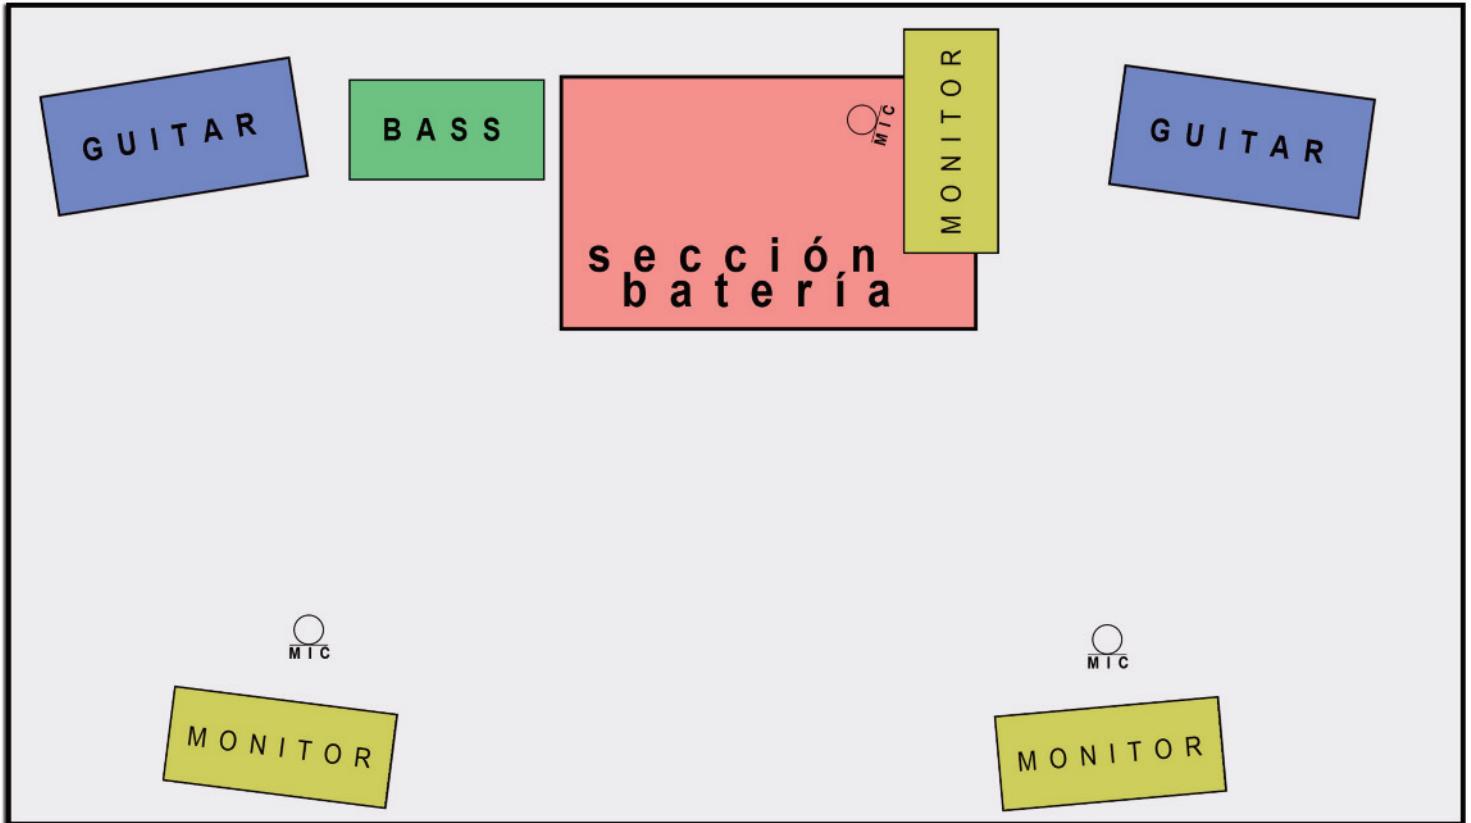 GUITAR
BASS
MIC
MONITOR
GUITAR
sección
batería
MIC
MIC
MONITOR
MONITOR